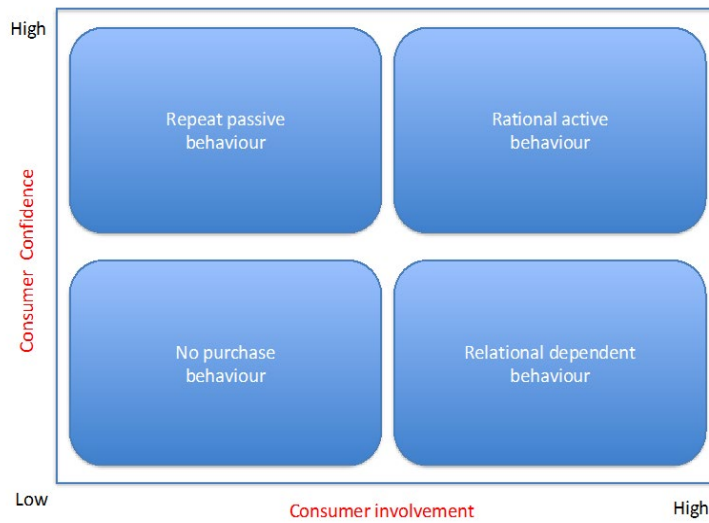 High
Repeat passive
behaviour
Rational active
behaviour
Consumer Confidence
No purchase
behaviour
Relational dependent
behaviour
Low
Consumer involvement
High